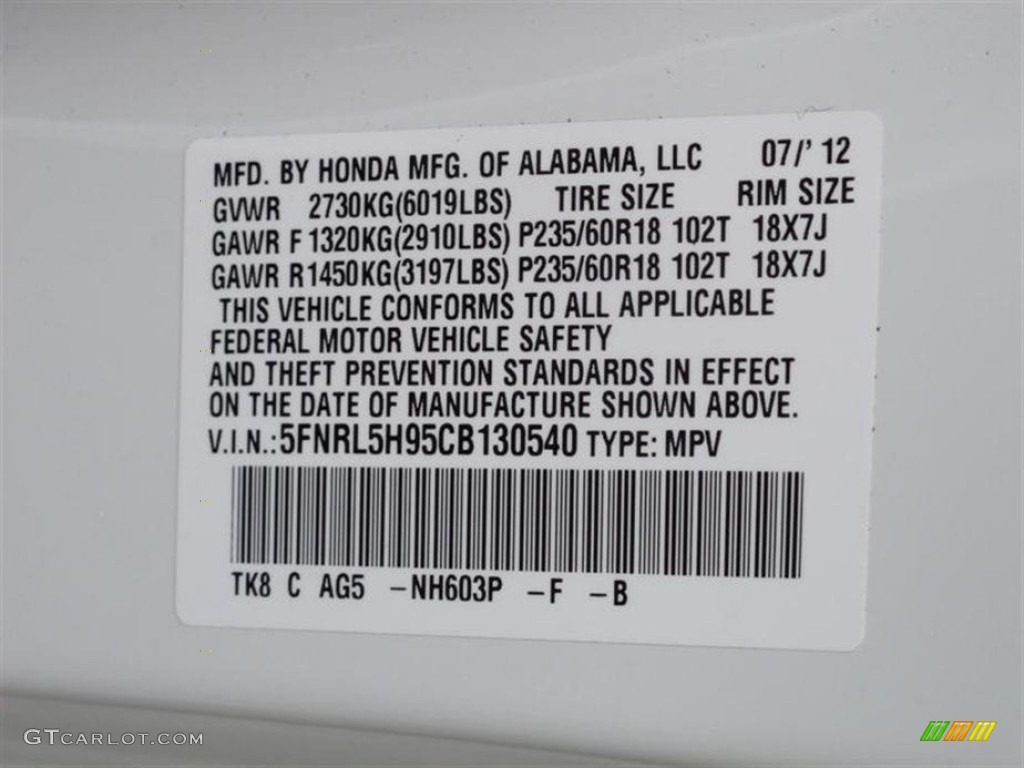 MFD. BY HONDA MFG. OF ALABAMA, LLC 07/' 12
GVWR 2730KG(6019LBS) TIRE SIZE RIM SIZE
GAWR F 1320KG(2910LBS) P235/60R18 102T 18X7J
GAWR R1450KG(3197LBS) P235/60R18 102T 18X7J
THIS VEHICLE CONFORMS TO ALL APPLICABLE
FEDERAL MOTOR VEHICLE SAFETY
AND THEFT PREVENTION STANDARDS IN EFFECT
ON THE DATE OF MANUFACTURE SHOWN ABOVE.
V.I.N.:5FNRL5H95CB130540 TYPE: MPV
TK8 C AG5 –NH603P –F –B
GTCARLOT.COM